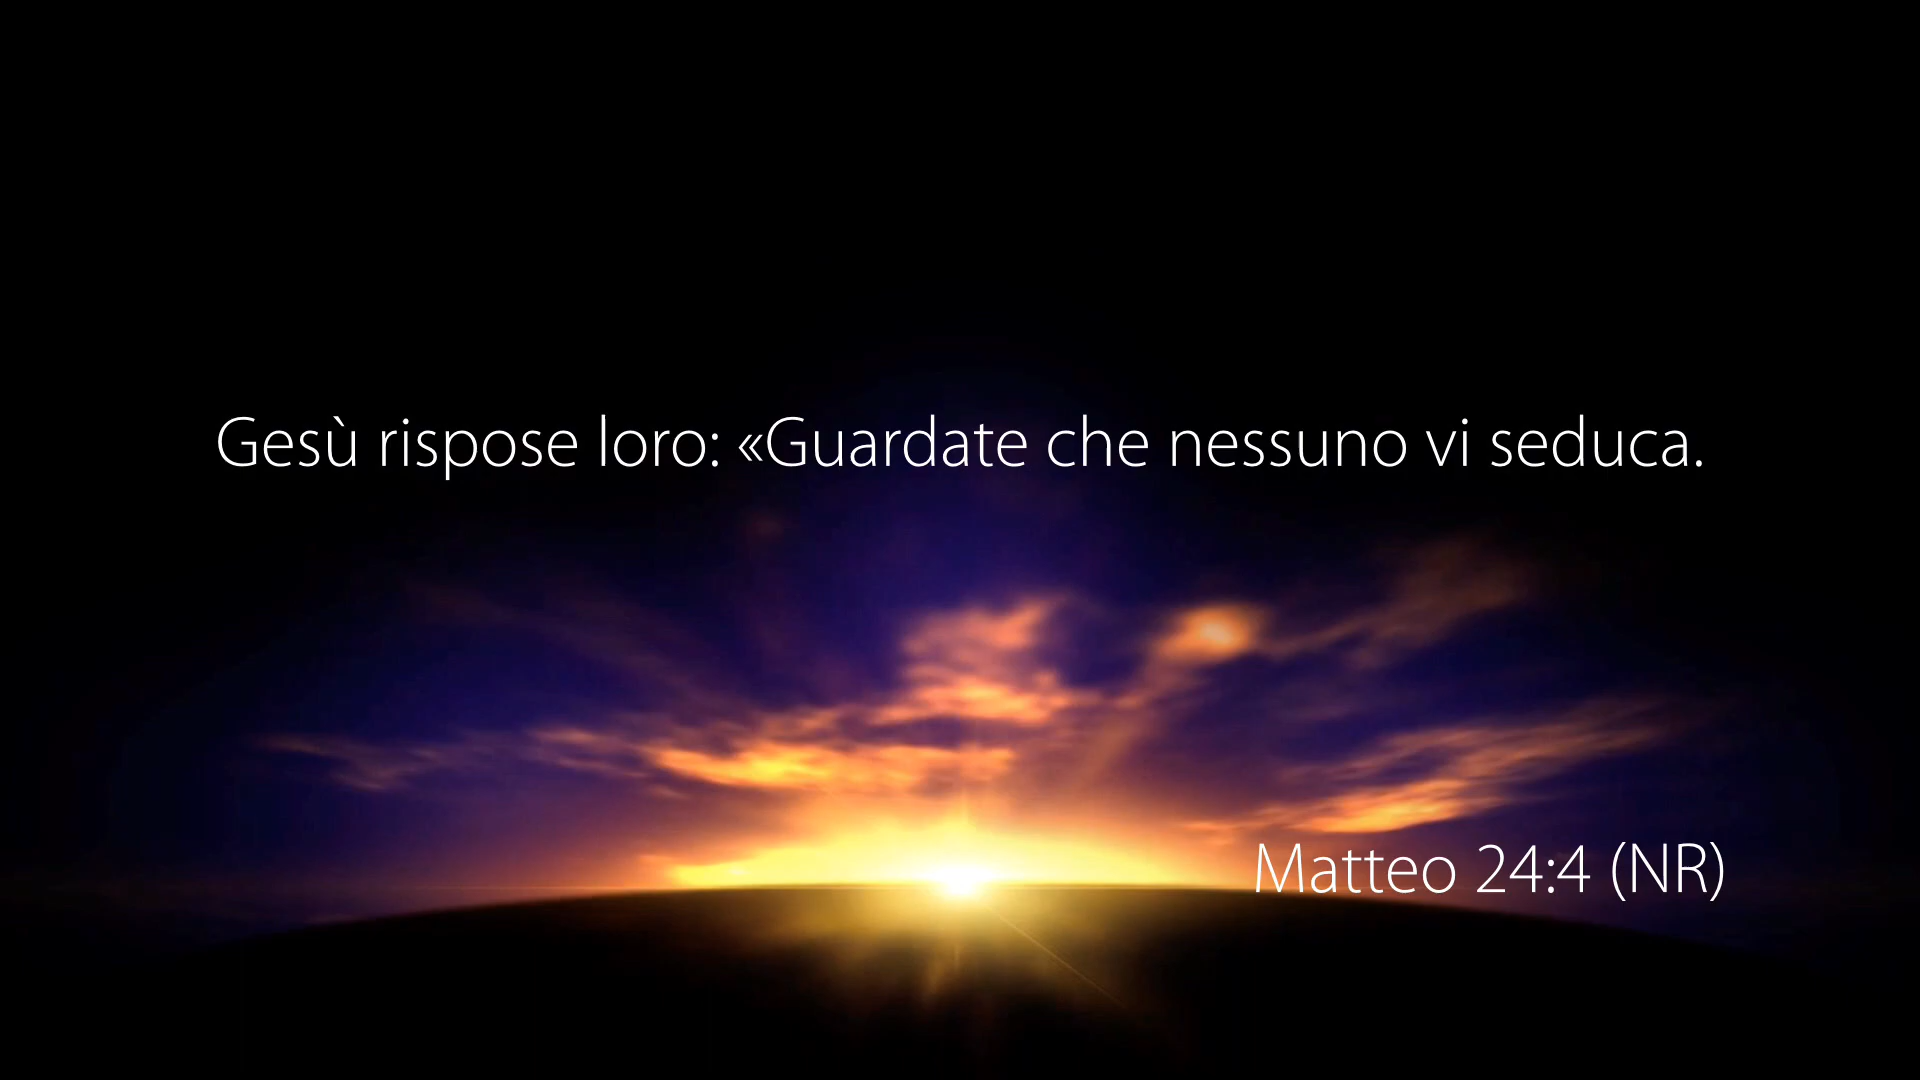 Gesù rispose loro: «Guardate che nessuno vi seduca.
Matteo 24:4 (NR)